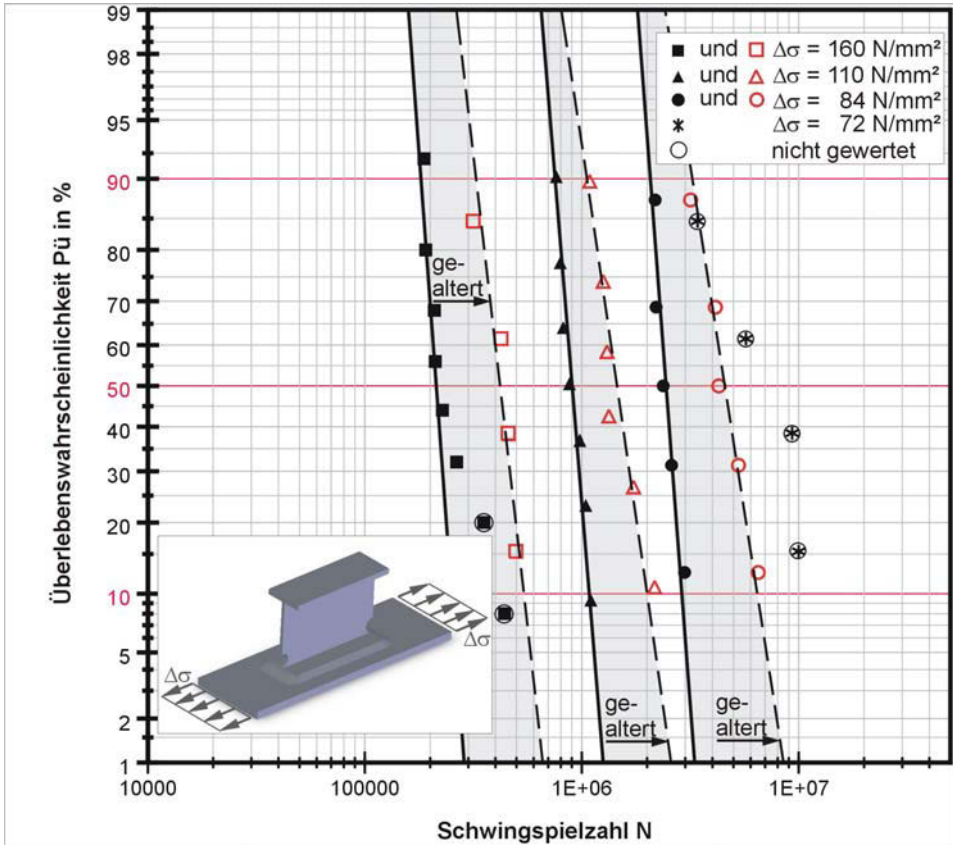 Überlebenswahrscheinlichkeit Pü in %
99
98
95
90
80
70
60
50
40
30
20
10
5
2
1
und Δσ = 160 N/mm²
und Δσ = 110 N/mm²
und Δσ = 84 N/mm²
Δσ = 72 N/mm²
nicht gewertet
ge-
altert
Δσ
Δσ
ge-
altert
ge-
altert
10000
100000
1E+06
1E+07
Schwingspielzahl N